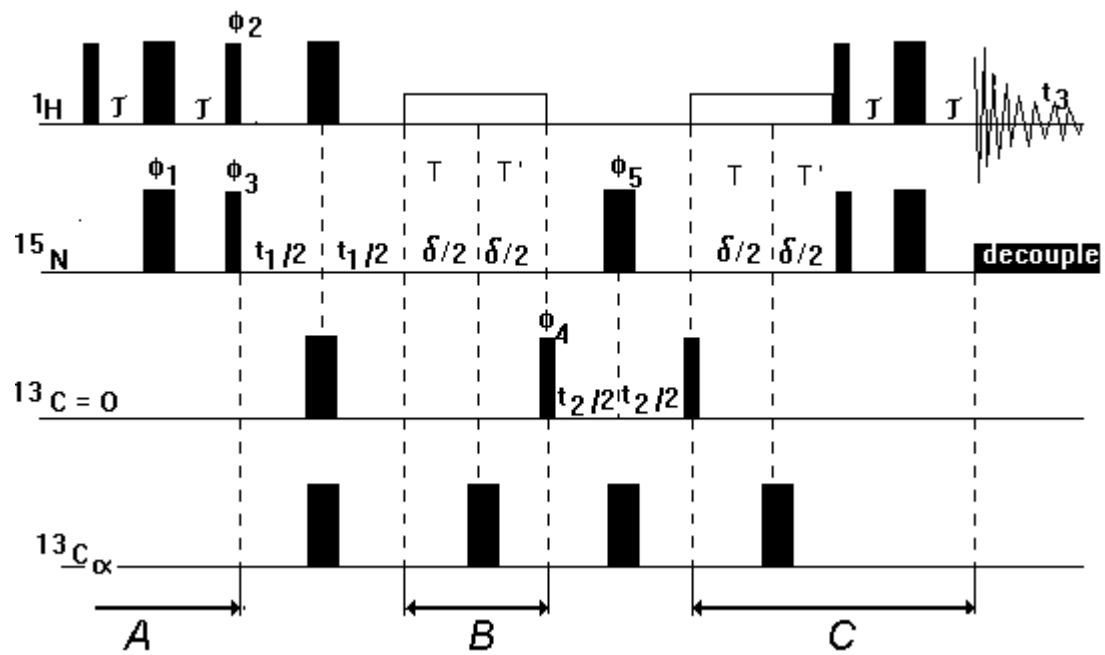 ϕ2
1H τ τ τ τ t3
ϕ1 ϕ3 T T' ϕ5 T T'
15N t1/2 t1/2 δ/2 δ/2 δ/2 δ/2 decouple
ϕ4
13C=O t2/2 t2/2
13Cα
A B C